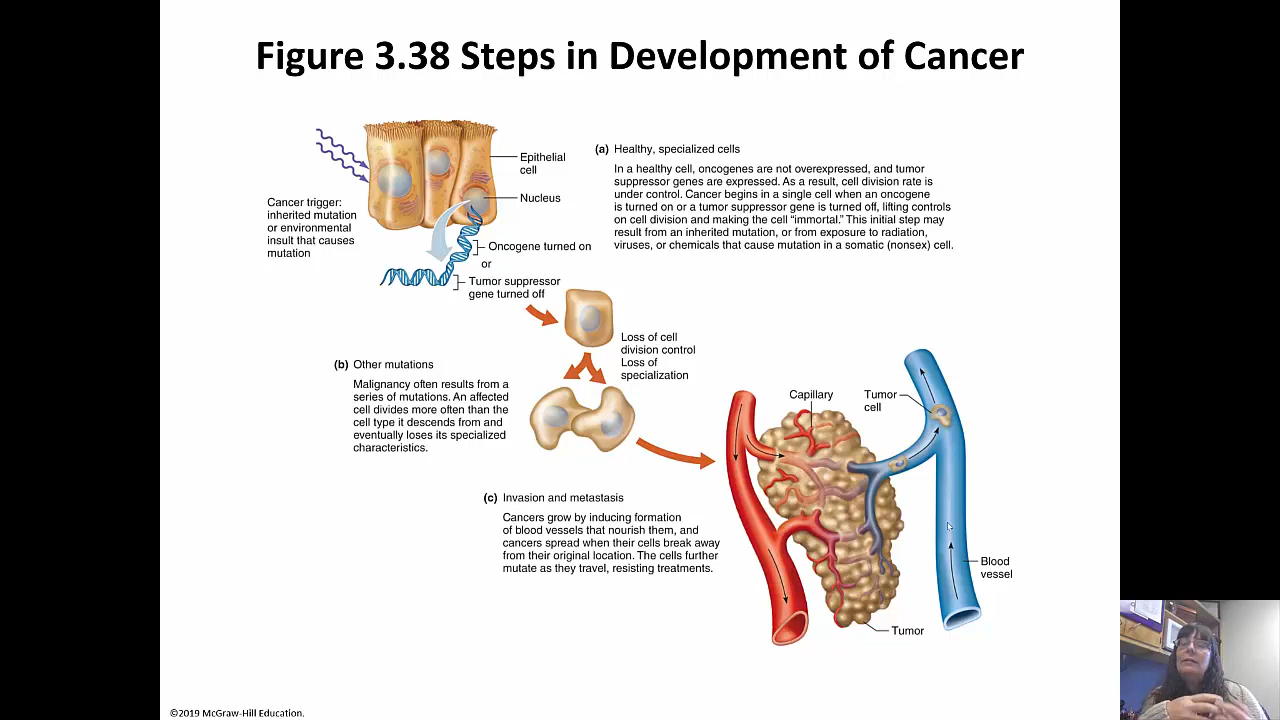 Figure 3.38 Steps in Development of Cancer
Epithelial
cell
Nucleus
Cancer trigger:
inherited mutation
or environmental
insult that causes
mutation
Oncogene turned on
or
Tumor suppressor
gene turned off
(a) Healthy, specialized cells
In a healthy cell, oncogenes are not overexpressed, and tumor
suppressor genes are expressed. As a result, cell division rate is
under control. Cancer begins in a single cell when an oncogene
is turned on or a tumor suppressor gene is turned off, lifting controls
on cell division and making the cell “immortal.” This initial step may
result from an inherited mutation, or from exposure to radiation,
viruses, or chemicals that cause mutation in a somatic (nonsex) cell.
Loss of cell
division control
Loss of
specialization
(b) Other mutations
Malignancy often results from a
series of mutations. An affected
cell divides more often than the
cell type it descends from and
eventually loses its specialized
characteristics.
Capillary
Tumor
cell
(c) Invasion and metastasis
Cancers grow by inducing formation
of blood vessels that nourish them, and
cancers spread when their cells break away
from their original location. The cells further
mutate as they travel, resisting treatments.
Blood
vessel
Tumor
©2019 McGraw-Hill Education.